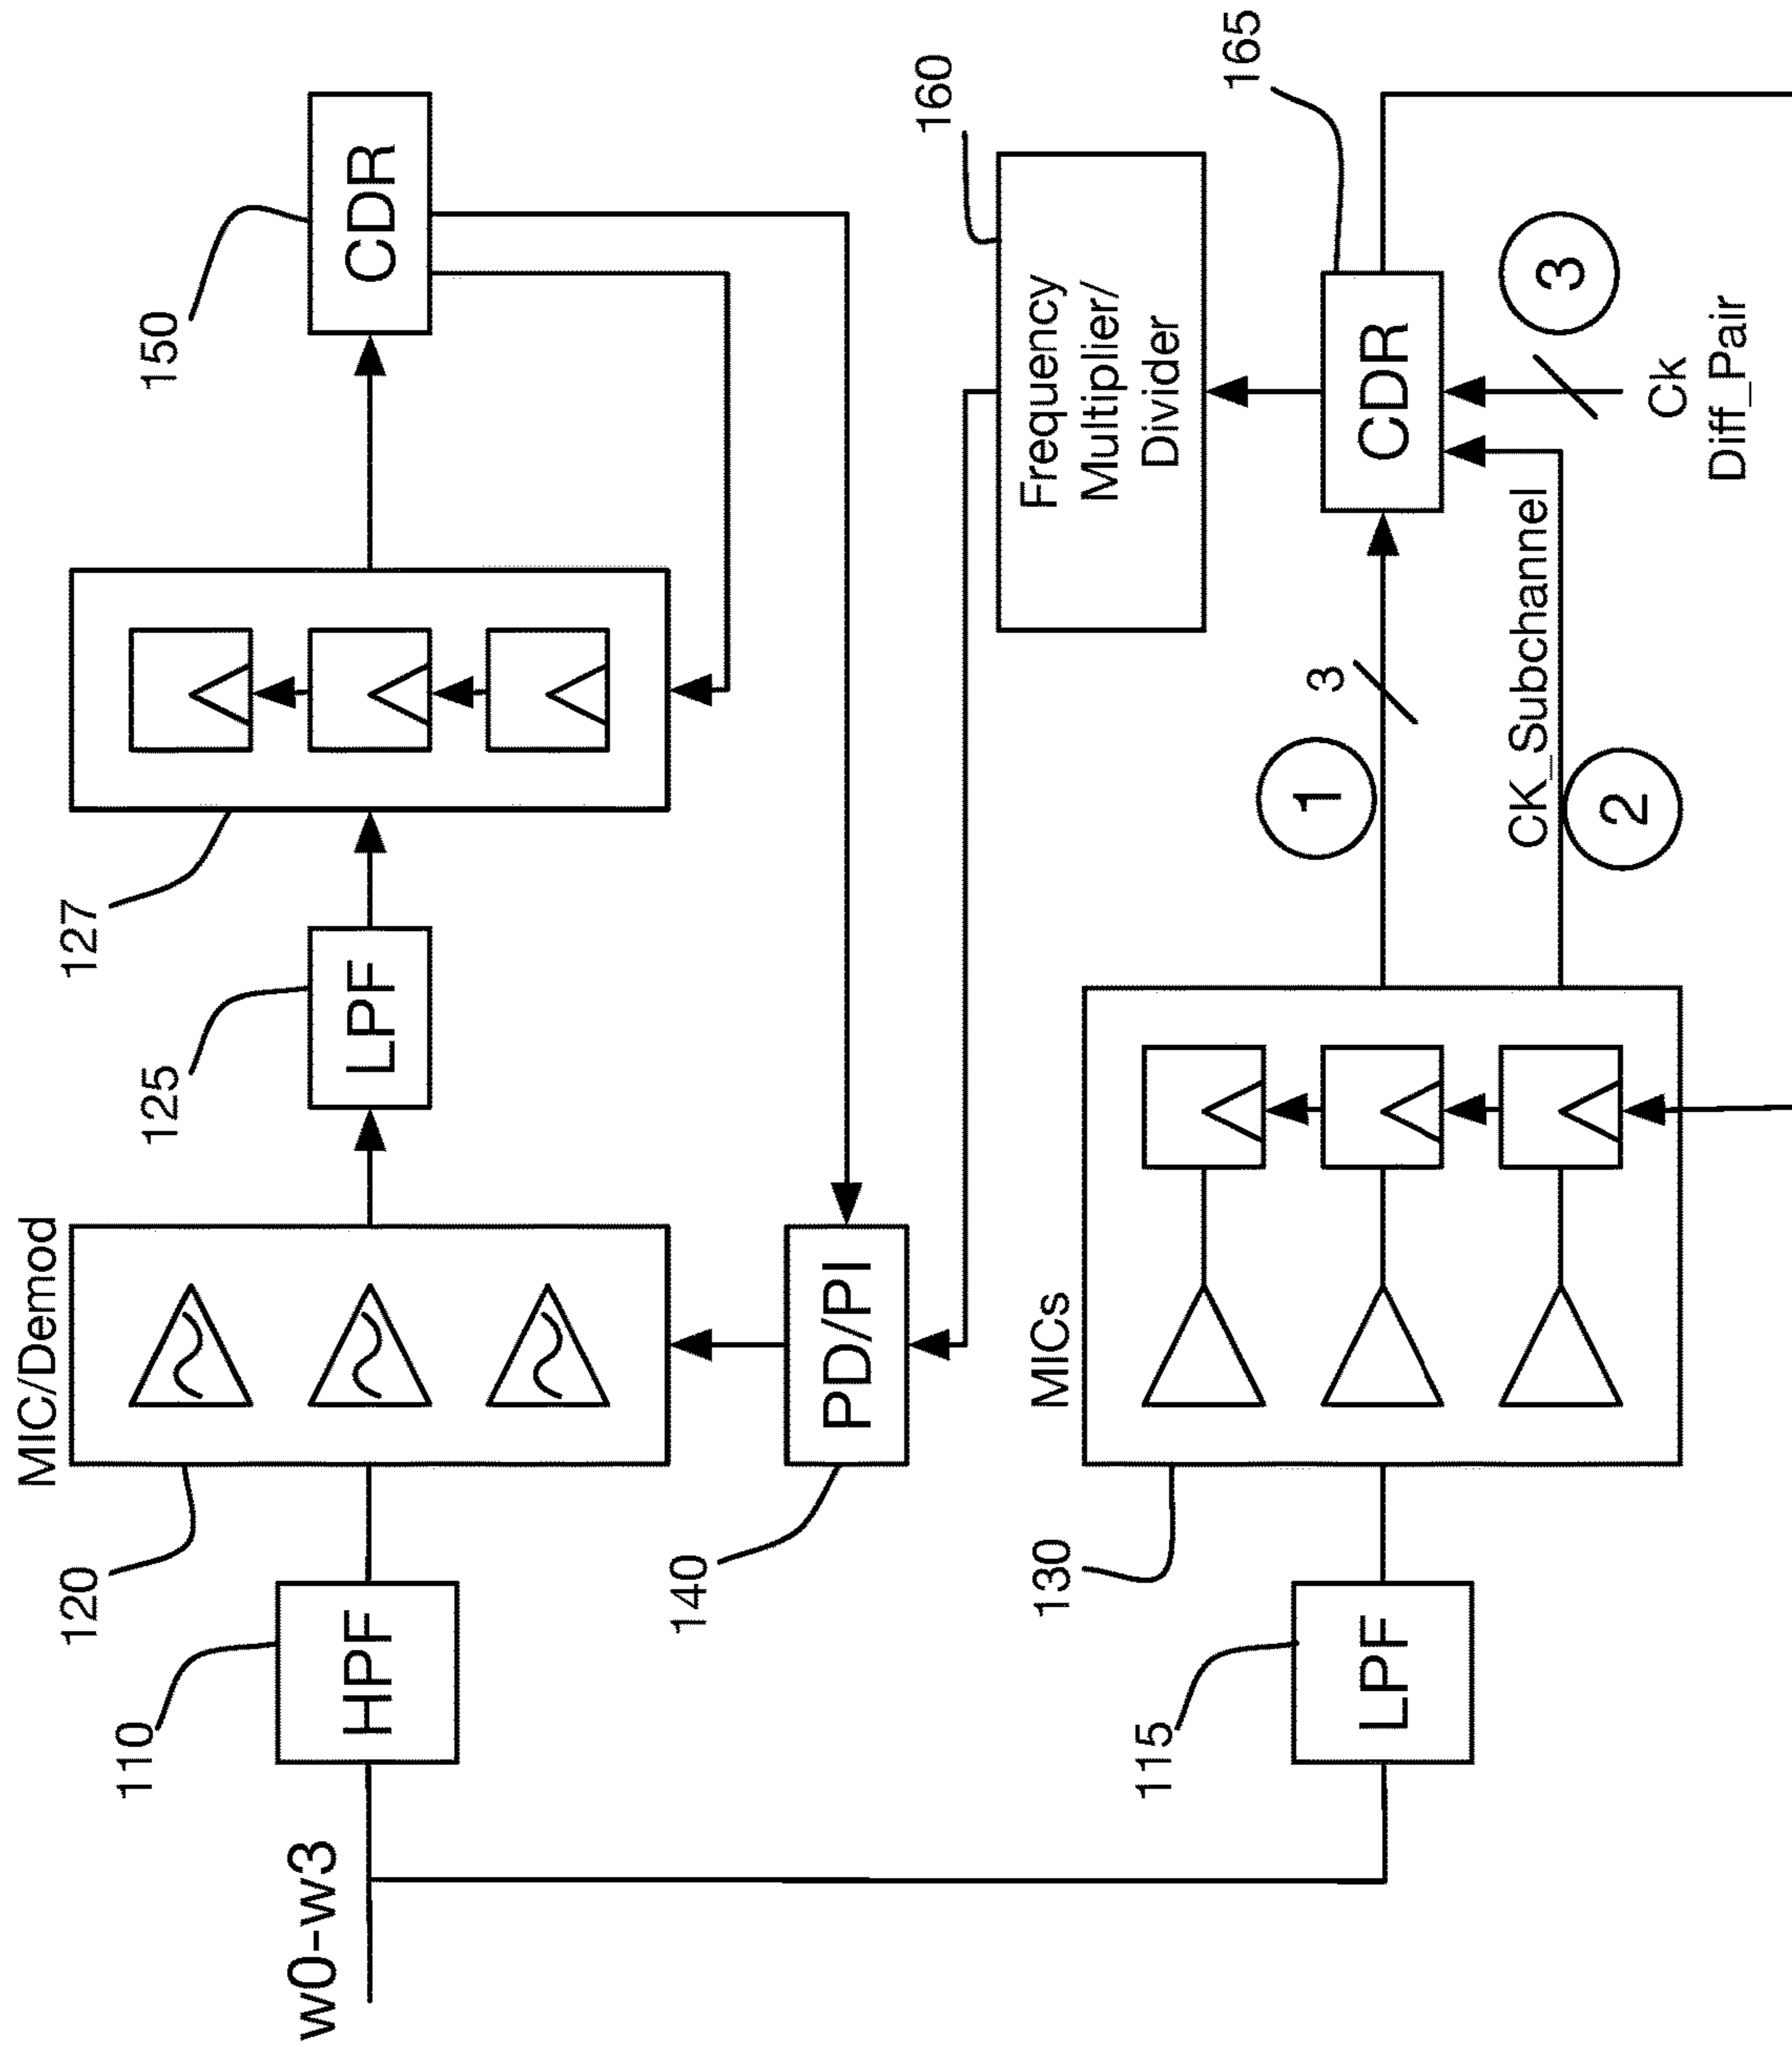 w0-w3
110
HPF
120
MIC/Demod
125
LPF
127
150
CDR
140
PD/PI
160
Frequency
Multiplier/
Divider
115
LPF
130
MICs
1
3
CK_Subchannel
2
165
CDR
3
Ck
Diff_Pair